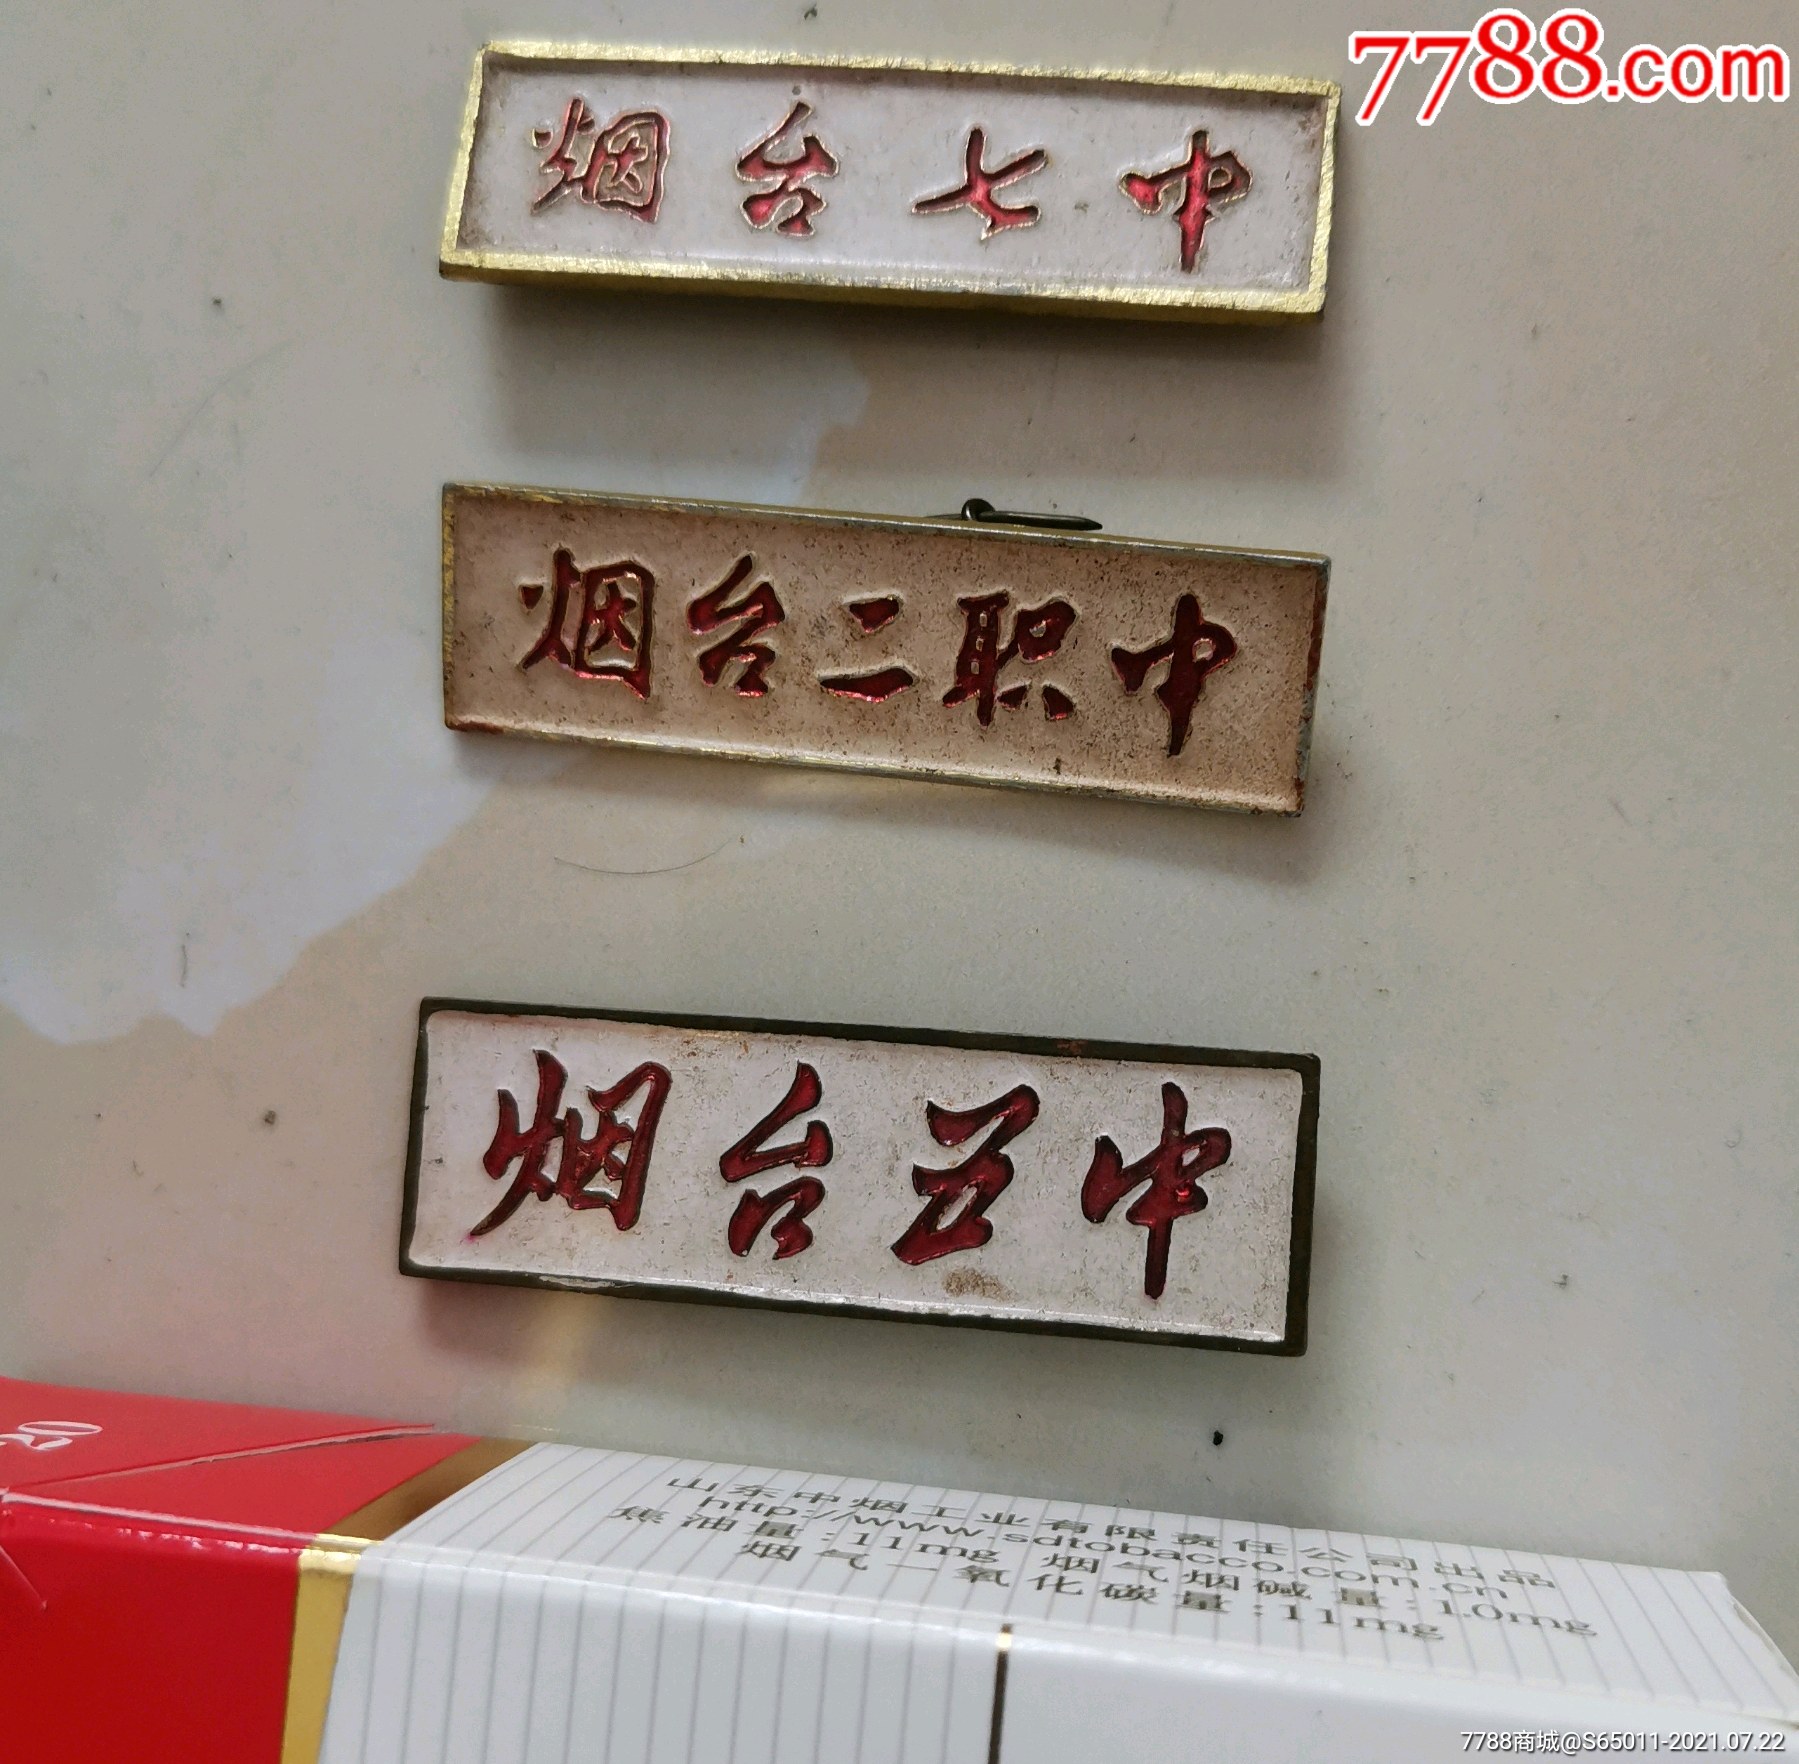 7788.com
烟台七中
烟台二职中
烟台五中
山东中烟工业有限责任公司出品
http://www.sdtobacco.com.cn
焦油量:11mg 烟气烟碱量:1.0mg
烟气一氧化碳量:11mg
7788商城@S65011-2021.07.22